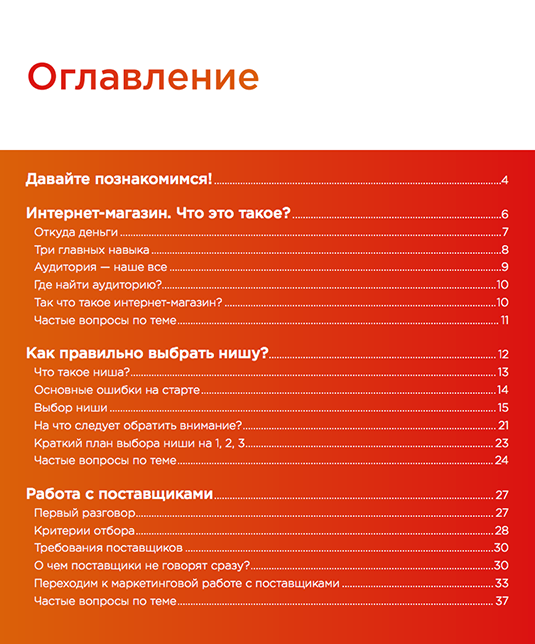 Оглавление
Давайте познакомимся! 4
Интернет-магазин. Что это такое? 6
Откуда деньги 7
Три главных навыка 8
Аудитория — наше все 9
Где найти аудиторию? 10
Так что такое интернет-магазин? 10
Частые вопросы по теме 11
Как правильно выбрать нишу? 12
Что такое ниша? 13
Основные ошибки на старте 14
Выбор ниши 15
На что следует обратить внимание? 21
Краткий план выбора ниши на 1, 2, 3 23
Частые вопросы по теме 24
Работа с поставщиками 27
Первый разговор 27
Критерии отбора 28
Требования поставщиков 30
О чем поставщики не говорят сразу? 30
Переходим к маркетинговой работе с поставщиками 33
Частые вопросы по теме 37